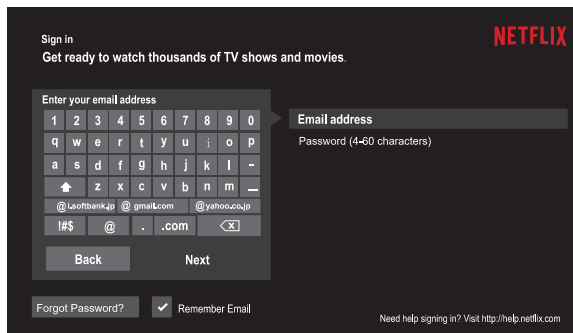 NETFLIX
Sign in
Get ready to watch thousands of TV shows and movies.
Enter your email address
1 2 3 4 5 6 7 8 9 0
q w e r t y u i o p
a s d f g h j k l -
z x c v b n m _
@i.softbank.jp @gmail.com @yahoo.co.jp
!#$ @ . .com
Back Next
Email address
Password (4-60 characters)
Forgot Password? Remember Email
Need help signing in? Visit http://help.netflix.com